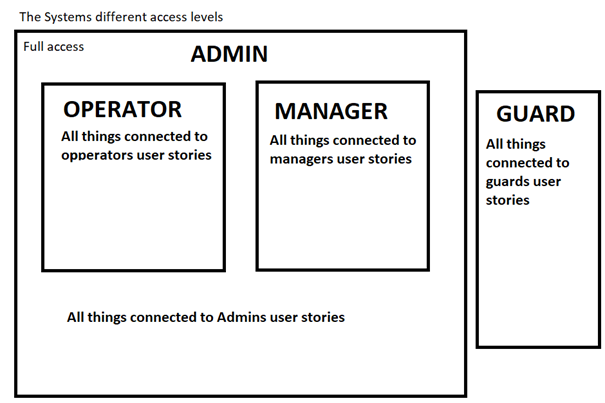 The Systems different access levels
Full access
ADMIN
OPERATOR
All things connected to
opperators user stories
MANAGER
All things connected to
managers user stories
All things connected to Admins user stories
GUARD
All things
connected to
guards user
stories